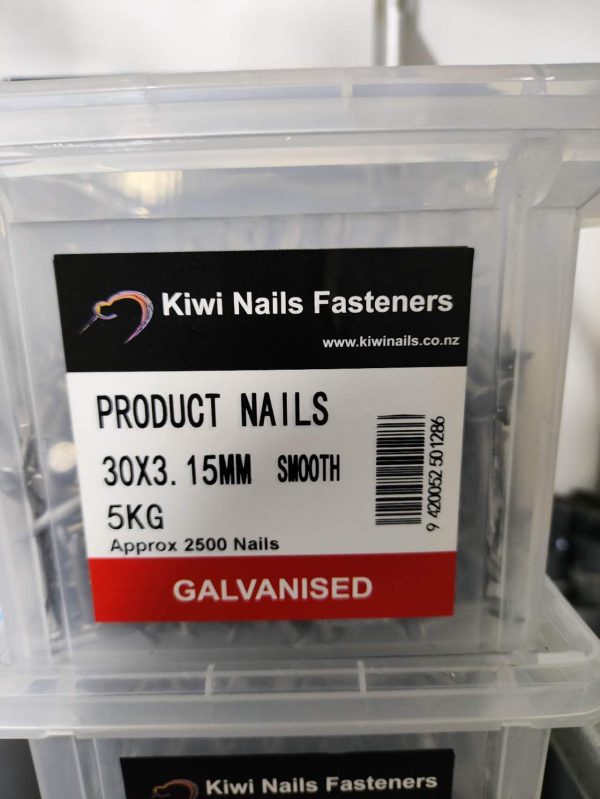 Kiwi Nails Fasteners
www.kiwinails.co.nz
PRODUCT NAILS
30X3.15MM SMOOTH
5KG
Approx 2500 Nails
9 420052 501286
GALVANISED
Kiwi Nails Fasteners